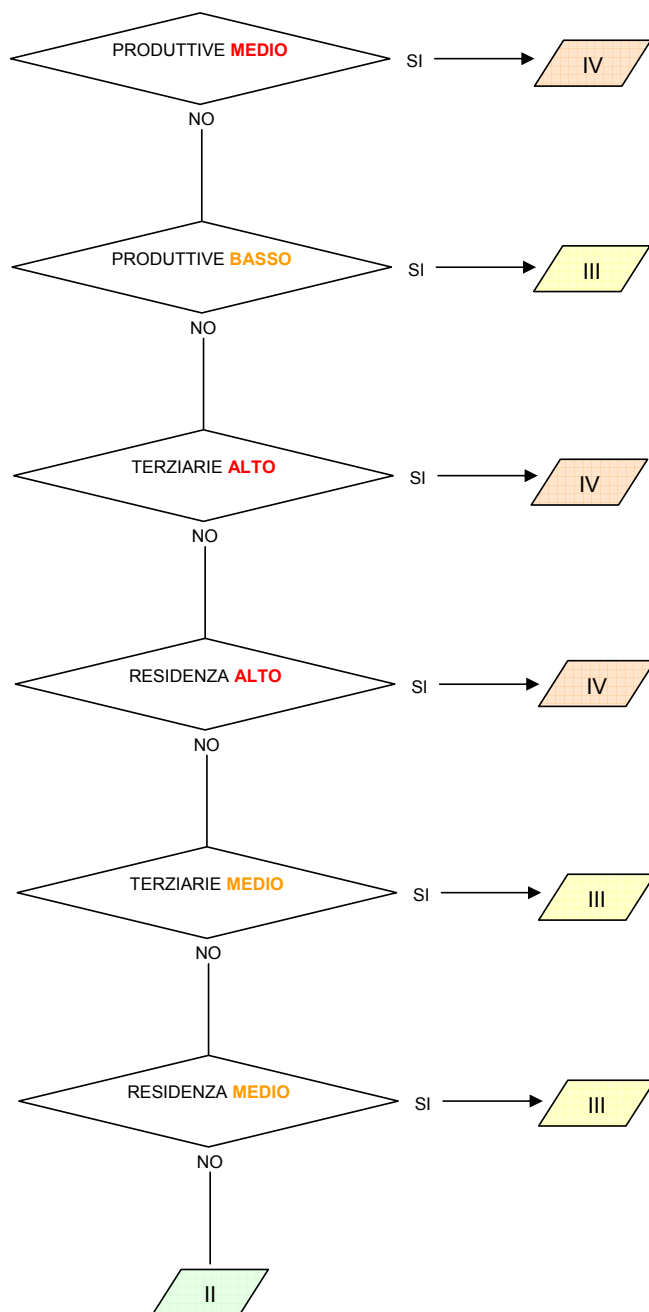 PRODUTTIVE MEDIO
SI
IV
NO
PRODUTTIVE BASSO
SI
III
NO
TERZIARIE ALTO
SI
IV
NO
RESIDENZA ALTO
SI
IV
NO
TERZIARIE MEDIO
SI
III
NO
RESIDENZA MEDIO
SI
III
NO
II